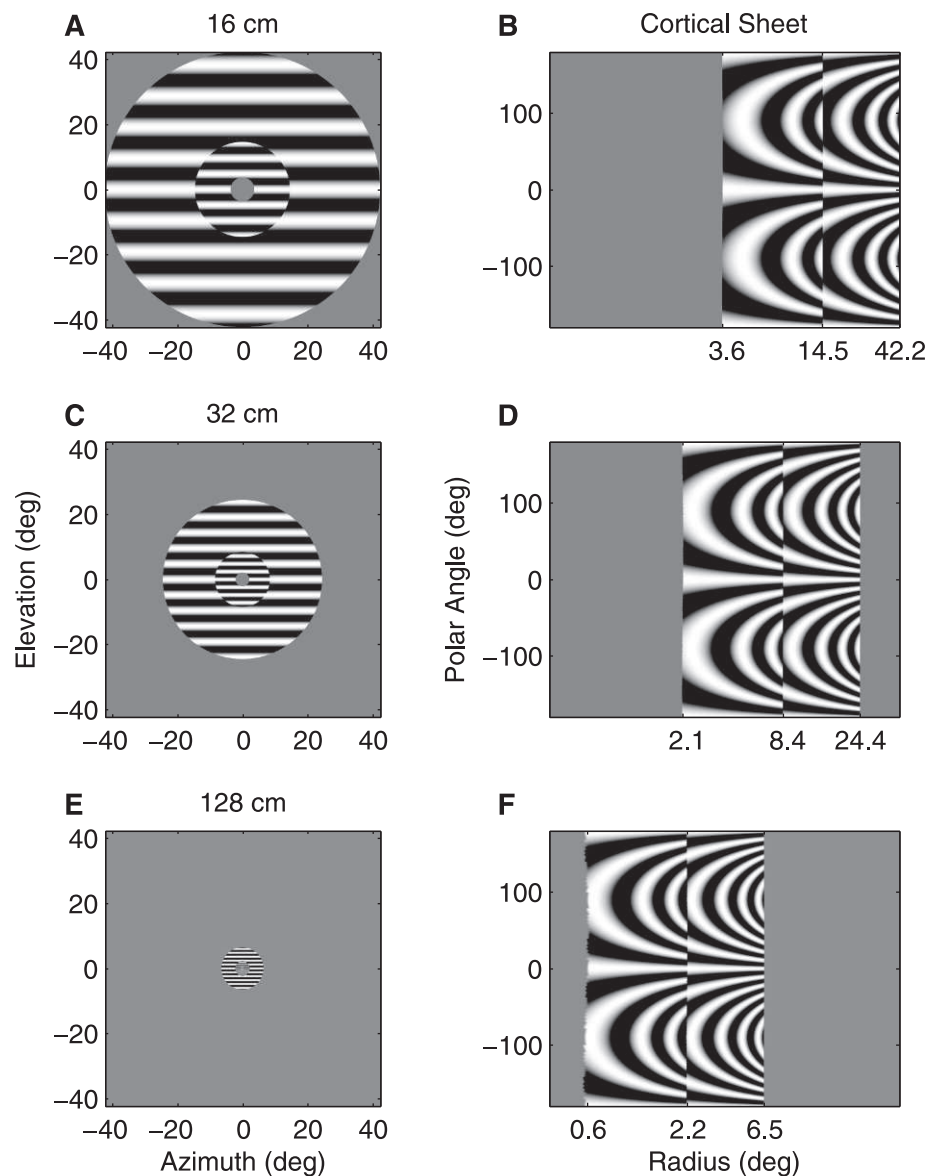 A 16 cm
B Cortical Sheet
40
20
0
−20
−40
−40 −20 0 20 40
100
0
−100
3.6 14.5 42.2
C 32 cm
D
Elevation (deg)
40
20
0
−20
−40
−40 −20 0 20 40
Polar Angle (deg)
100
0
−100
2.1 8.4 24.4
E 128 cm
F
40
20
0
−20
−40
−40 −20 0 20 40
Azimuth (deg)
100
0
−100
0.6 2.2 6.5
Radius (deg)